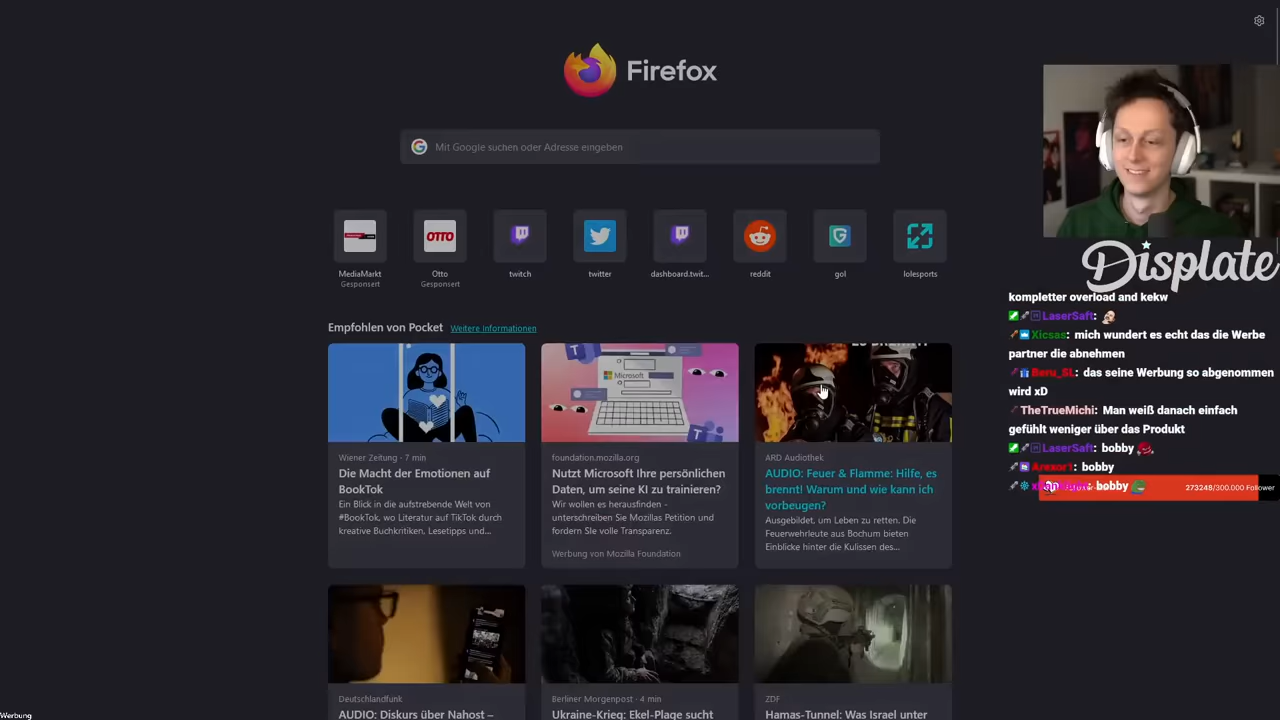 Firefox
Mit Google suchen oder Adresse eingeben
MediaMarkt
Gesponsert
OTTO
Otto
Gesponsert
twitch
twitter
dashboard.twit...
reddit
gol
lolesports
Empfohlen von Pocket Weitere Informationen
Wiener Zeitung · 7 min
Die Macht der Emotionen auf
BookTok
Ein Blick in die aufstrebende Welt von
#BookTok, wo Literatur auf TikTok durch
kreative Buchkritiken, Lesetipps und...
Microsoft
foundation.mozilla.org
Nutzt Microsoft Ihre persönlichen
Daten, um seine KI zu trainieren?
Wir wollen es herausfinden -
unterschreiben Sie Mozillas Petition und
fordern Sie volle Transparenz.
Werbung von Mozilla Foundation
ARD Audiothek
AUDIO: Feuer & Flamme: Hilfe, es
brennt! Warum und wie kann ich
vorbeugen?
Ausgebildet, um Leben zu retten. Die
Feuerwehrleute aus Bochum bieten
Einblicke hinter die Kulissen des...
Deutschlandfunk
AUDIO: Diskurs über Nahost –
Berliner Morgenpost · 4 min
Ukraine-Krieg: Ekel-Plage sucht
ZDF
Hamas-Tunnel: Was Israel unter
Displate
kompletter overload and kekw
LaserSaft:
Xicsas: mich wundert es echt das die Werbe
partner die abnehmen
Beru_SL: das seine Werbung so abgenommen
wird xD
TheTrueMichi: Man weiß danach einfach
gefühlt weniger über das Produkt
LaserSaft: bobby
Arexor1: bobby
bobby
273248/300.000 Follower
Werbung